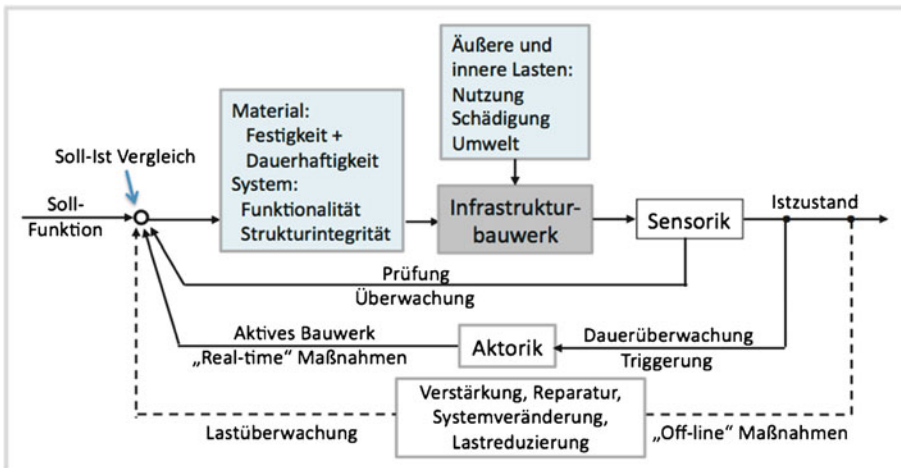 Äußere und
innere Lasten:
Nutzung
Schädigung
Umwelt
Material:
Festigkeit +
Dauerhaftigkeit
System:
Funktionalität
Strukturintegrität
Soll-Ist Vergleich
Soll-
Funktion
Infrastruktur-
bauwerk
Sensorik
Istzustand
Prüfung
Überwachung
Aktives Bauwerk
„Real-time“ Maßnahmen
Aktorik
Dauerüberwachung
Triggerung
Verstärkung, Reparatur,
Systemveränderung,
Lastreduzierung
Lastüberwachung
„Off-line“ Maßnahmen